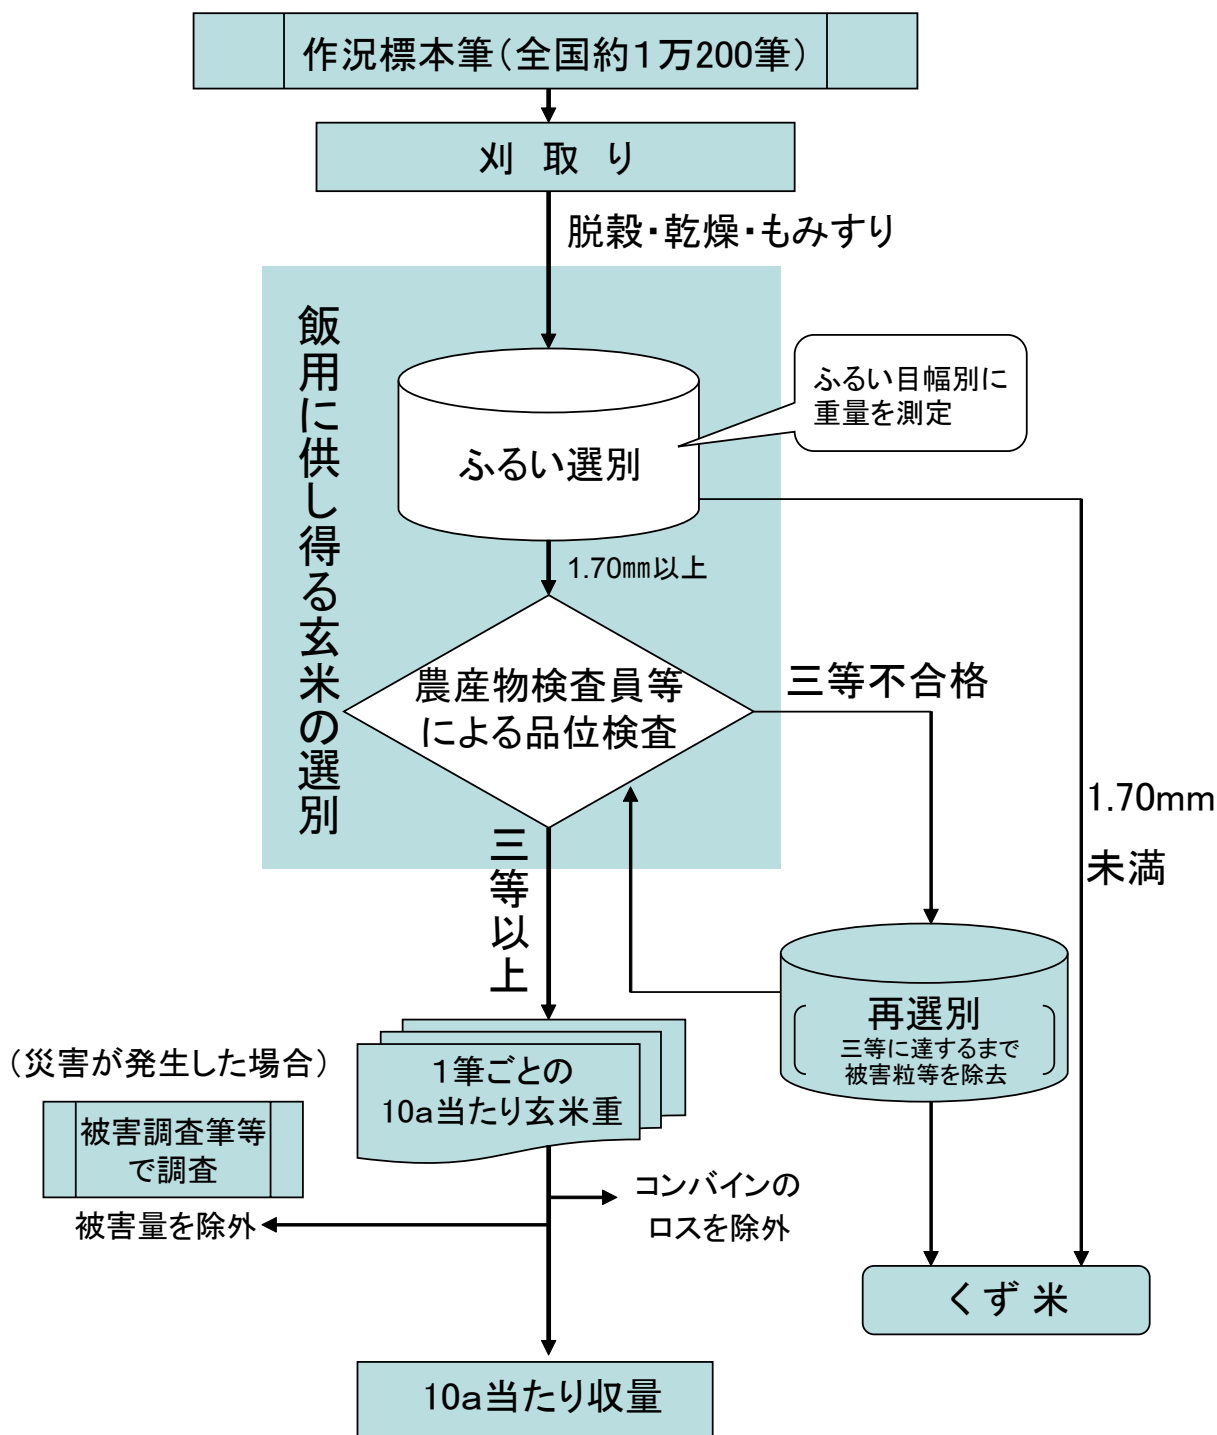 作況標本筆（全国約１万200筆）
刈　取　り
脱穀・乾燥・もみすり
飯用に供し得る玄米の選別
ふるい目幅別に
重量を測定
ふるい選別
1.70㎜以上
農産物検査員等
による品位検査
三等不合格
1.70mm
未満
三等以上
再選別
三等に達するまで
被害粒等を除去
（災害が発生した場合）
１筆ごとの
10a当たり玄米重
被害調査筆等
で調査
被害量を除外
コンバインの
ロスを除外
くず 米
10a当たり収量